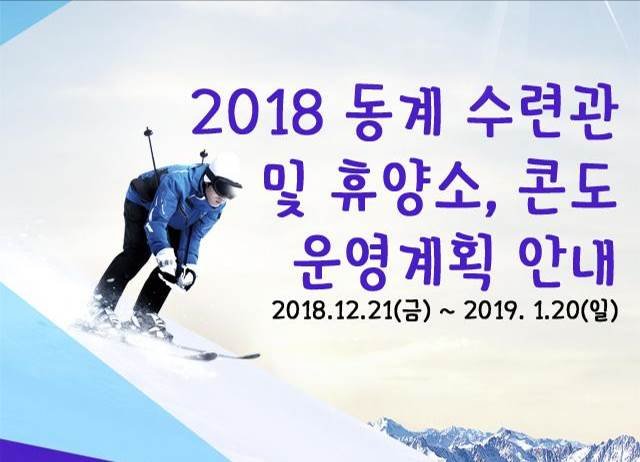 2018 동계 수련관
및 휴양소, 콘도
운영계획 안내
2018.12.21(금) ~ 2019. 1.20(일)